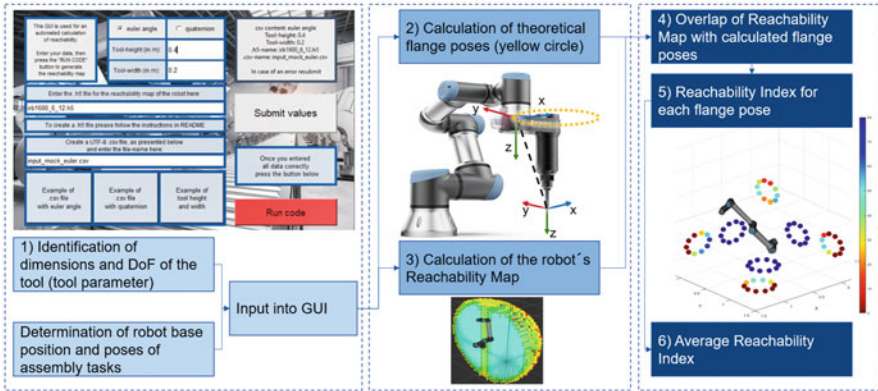 This GUI is used for an
automated calculation
of reachability.
Enter your data, then
press the "RUN CODE"
button to generate
the reachability map
euler angle
quaternion
Tool-height (in m)
0.4
Tool-width (in m)
0.2
csv content: euler angle
Tool-height: 0.4
Tool-width: 0.2
.h5-name: irb1600_6_12.h5
.csv-name: input_mock_euler.csv
In case of an error resubmit
Enter the .h5 file for the reachability map of the robot here
irb1600_6_12.h5
To create a .h5 file please follow the instructions in README
Create a UTF-8 .csv file, as presented below
and enter the file-name here:
input_mock_euler.csv
Submit values
Once you entered
all data correctly
press the button below
Example of
.csv file
with euler angle
Example of
.csv file
with quaternion
Example of
tool height
and width
Run code
1) Identification of
dimensions and DoF of the
tool (tool parameter)
Determination of robot base
position and poses of
assembly tasks
Input into GUI
2) Calculation of theoretical
flange poses (yellow circle)
x
y
z
y
x
z
3) Calculation of the robot´s
Reachability Map
4) Overlap of Reachability
Map with calculated flange
poses
5) Reachability Index for
each flange pose
6) Average Reachability
Index